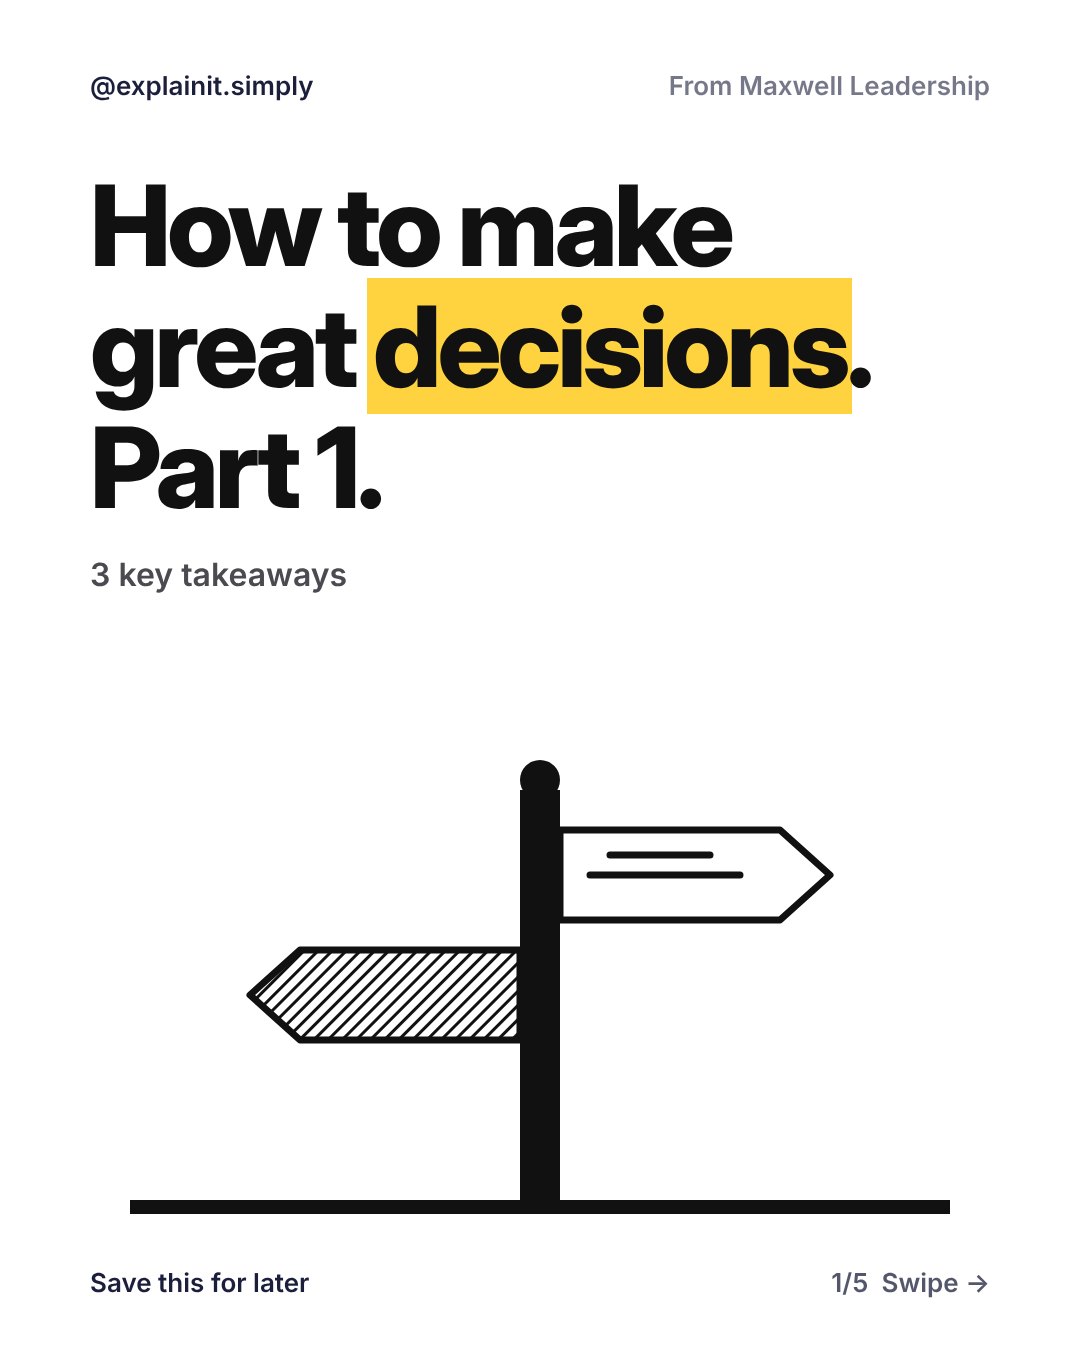 @explainit.simply
From Maxwell Leadership
How to make
great decisions.
Part 1.
3 key takeaways
Save this for later
1/5 Swipe →